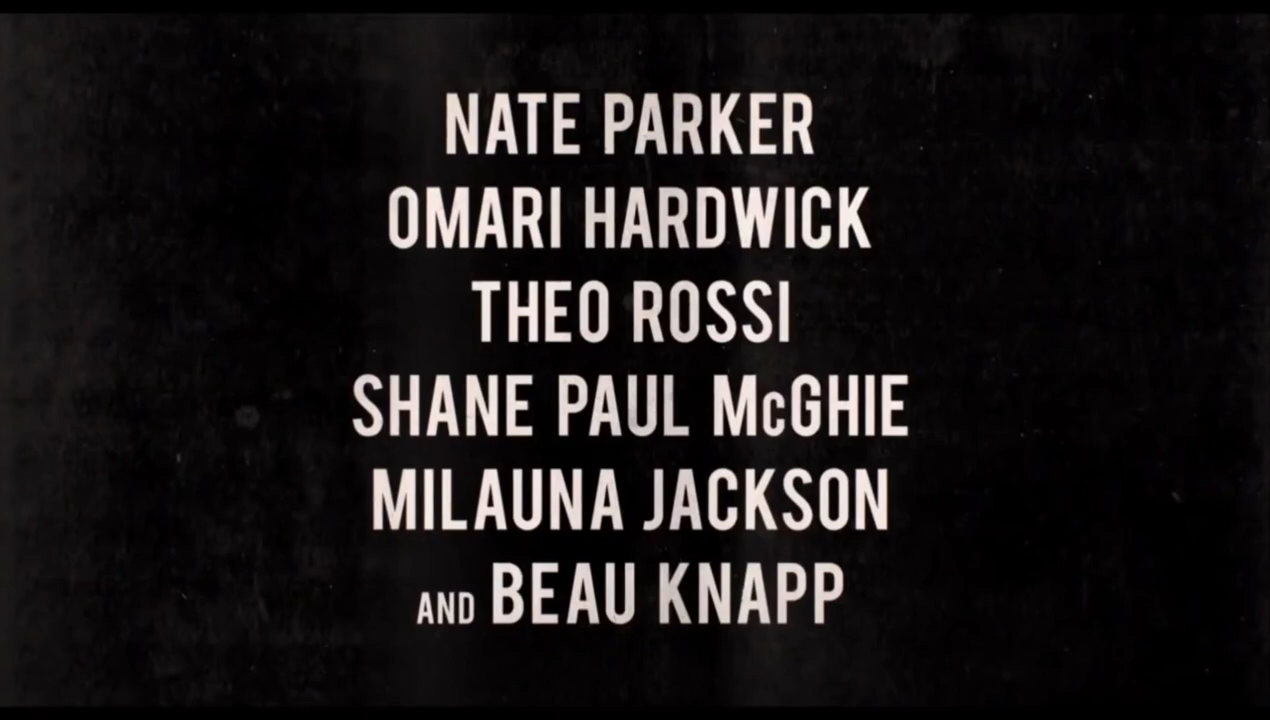 NATE PARKER
OMARI HARDWICK
THEO ROSSI
SHANE PAUL McGHIE
MILAUNA JACKSON
AND BEAU KNAPP